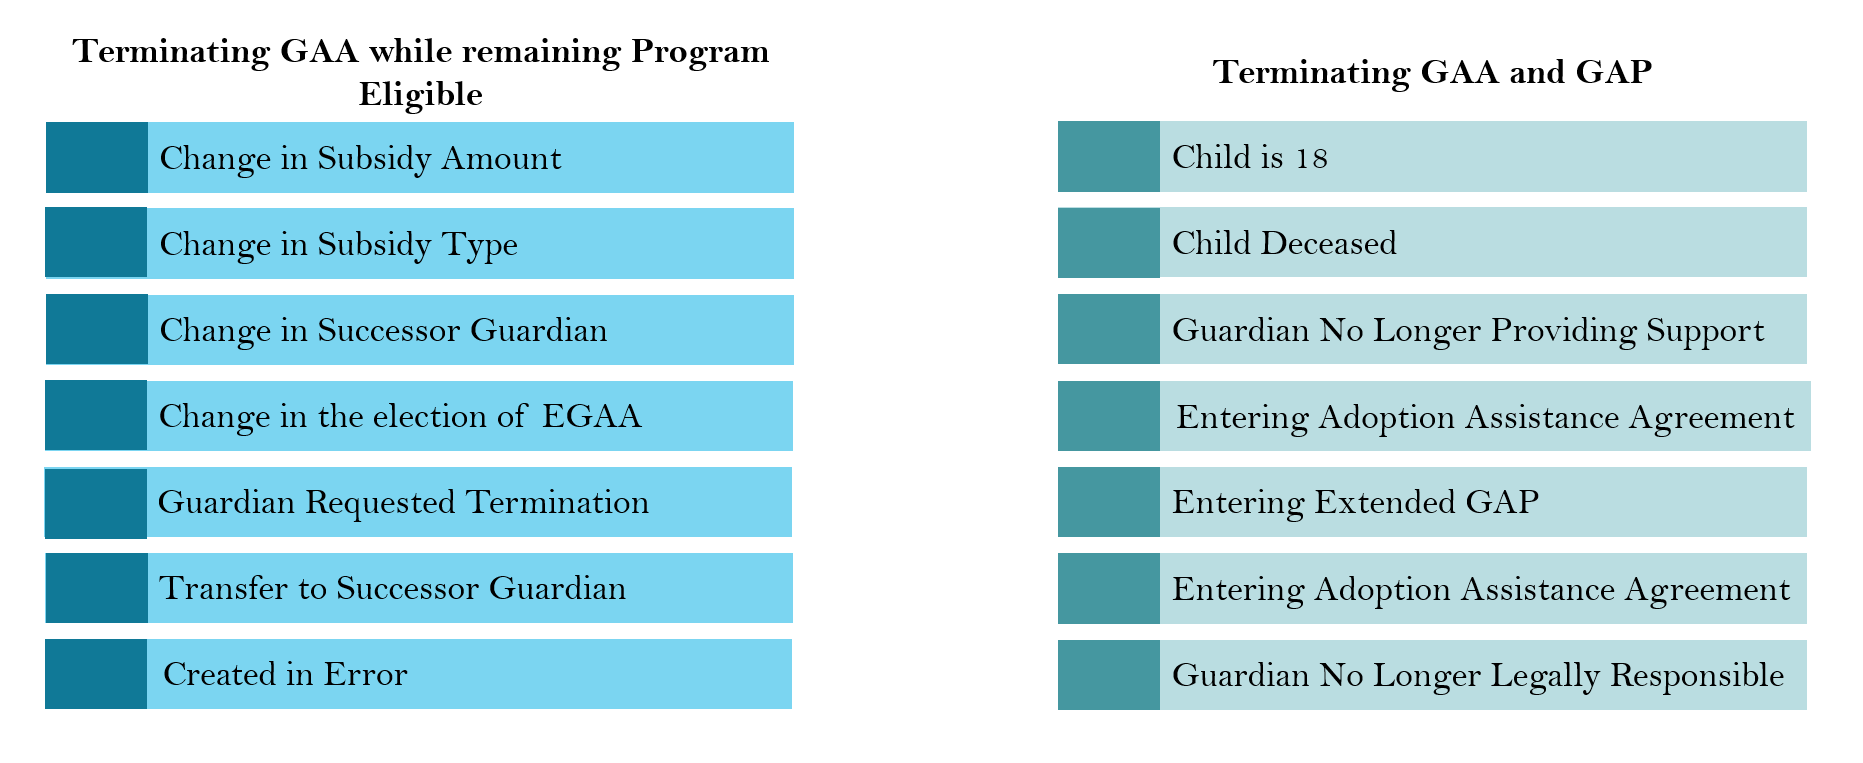 Terminating GAA while remaining Program
Eligible
Change in Subsidy Amount
Change in Subsidy Type
Change in Successor Guardian
Change in the election of EGAA
Guardian Requested Termination
Transfer to Successor Guardian
Created in Error
Terminating GAA and GAP
Child is 18
Child Deceased
Guardian No Longer Providing Support
Entering Adoption Assistance Agreement
Entering Extended GAP
Entering Adoption Assistance Agreement
Guardian No Longer Legally Responsible